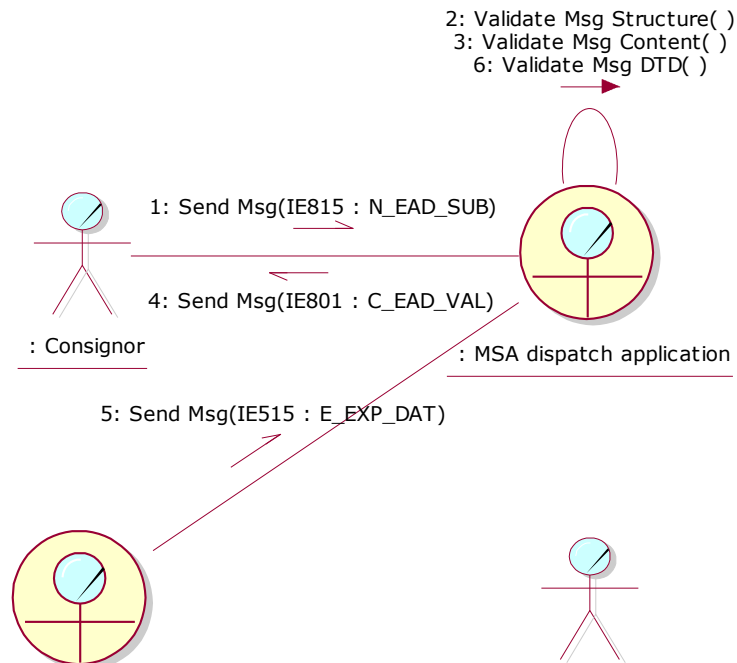 2: Validate Msg Structure( )
3: Validate Msg Content( )
6: Validate Msg DTD( )
1: Send Msg(IE815 : N_EAD_SUB)
4: Send Msg(IE801 : C_EAD_VAL)
: Consignor
: MSA dispatch application
5: Send Msg(IE515 : E_EXP_DAT)